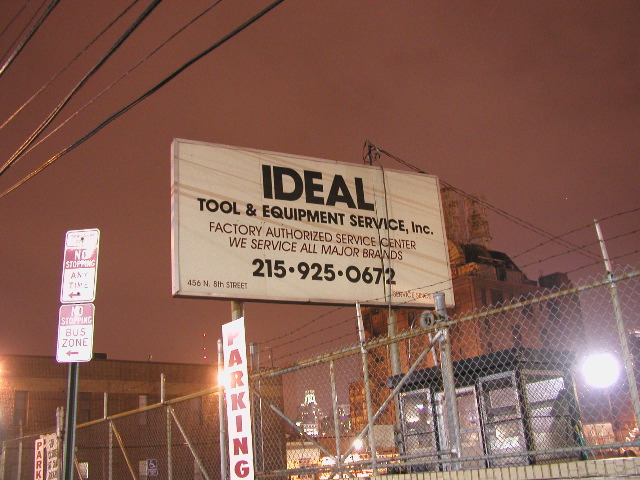 IDEAL
TOOL & EQUIPMENT SERVICE, Inc.
FACTORY AUTHORIZED SERVICE CENTER
WE SERVICE ALL MAJOR BRANDS
215•925•0672
456 N. 8th STREET
NO
STOPPING
ANY
TIME
NO
STOPPING
BUS
ZONE
PARKING
PARK